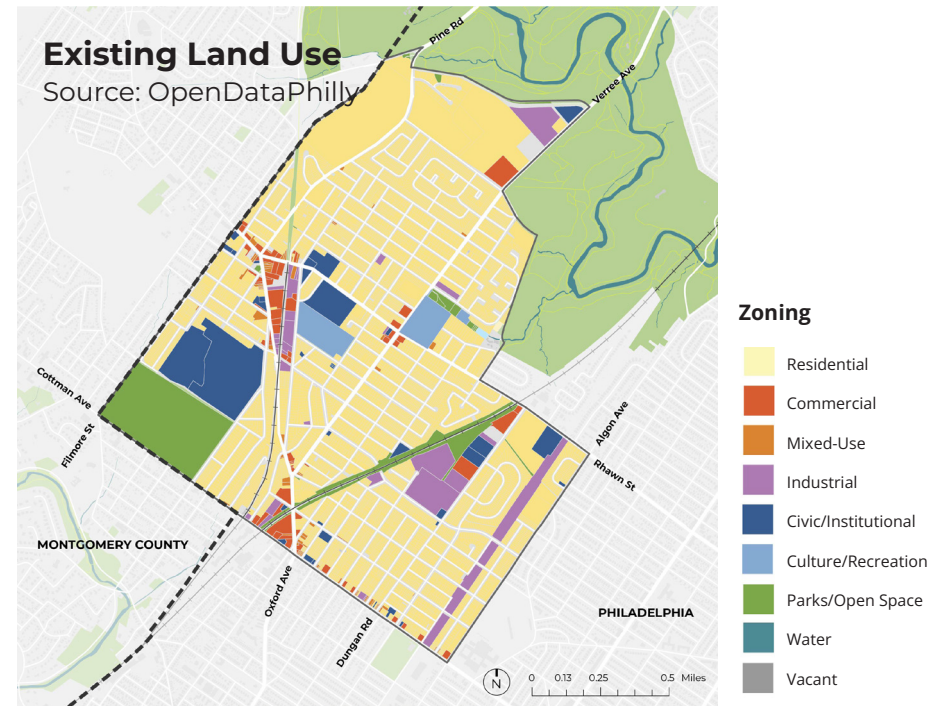 Existing Land Use
Source: OpenDataPhilly
Pine Rd
Verree Ave
Cottman Ave
Filmore St
MONTGOMERY COUNTY
Oxford Ave
Dungan Rd
Algon Ave
Rhawn St
PHILADELPHIA
N
0 0.13 0.25 0.5 Miles
Zoning
Residential
Commercial
Mixed-Use
Industrial
Civic/Institutional
Culture/Recreation
Parks/Open Space
Water
Vacant